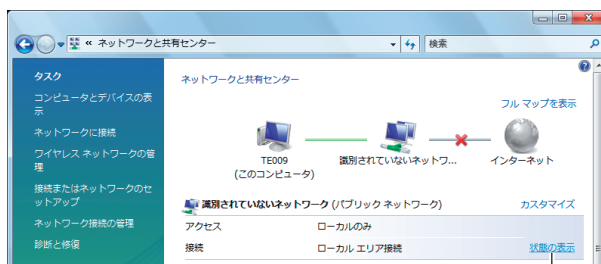 « ネットワークと共有センター
検索
タスク
コンピュータとデバイスの表
示
ネットワークに接続
ワイヤレス ネットワークの管
理
接続またはネットワークのセ
ットアップ
ネットワーク接続の管理
診断と修復
ネットワークと共有センター
フル マップを表示
TE009
(このコンピュータ)
識別されていないネットワ...
インターネット
識別されていないネットワーク (パブリック ネットワーク)
カスタマイズ
アクセス
ローカルのみ
接続
ローカル エリア接続
状態の表示